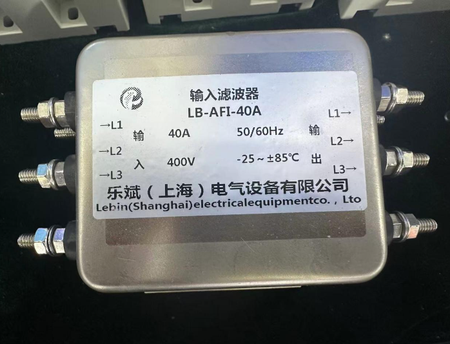 输入滤波器
LB-AFI-40A
→L1 输 40A 50/60Hz 输 L1→
→L2 L2→
→L3 入 400V -25～±85℃ 出 L3→
乐斌（上海）电气设备有限公司
Lebin(Shanghai)electricalequipmentco.，Lto